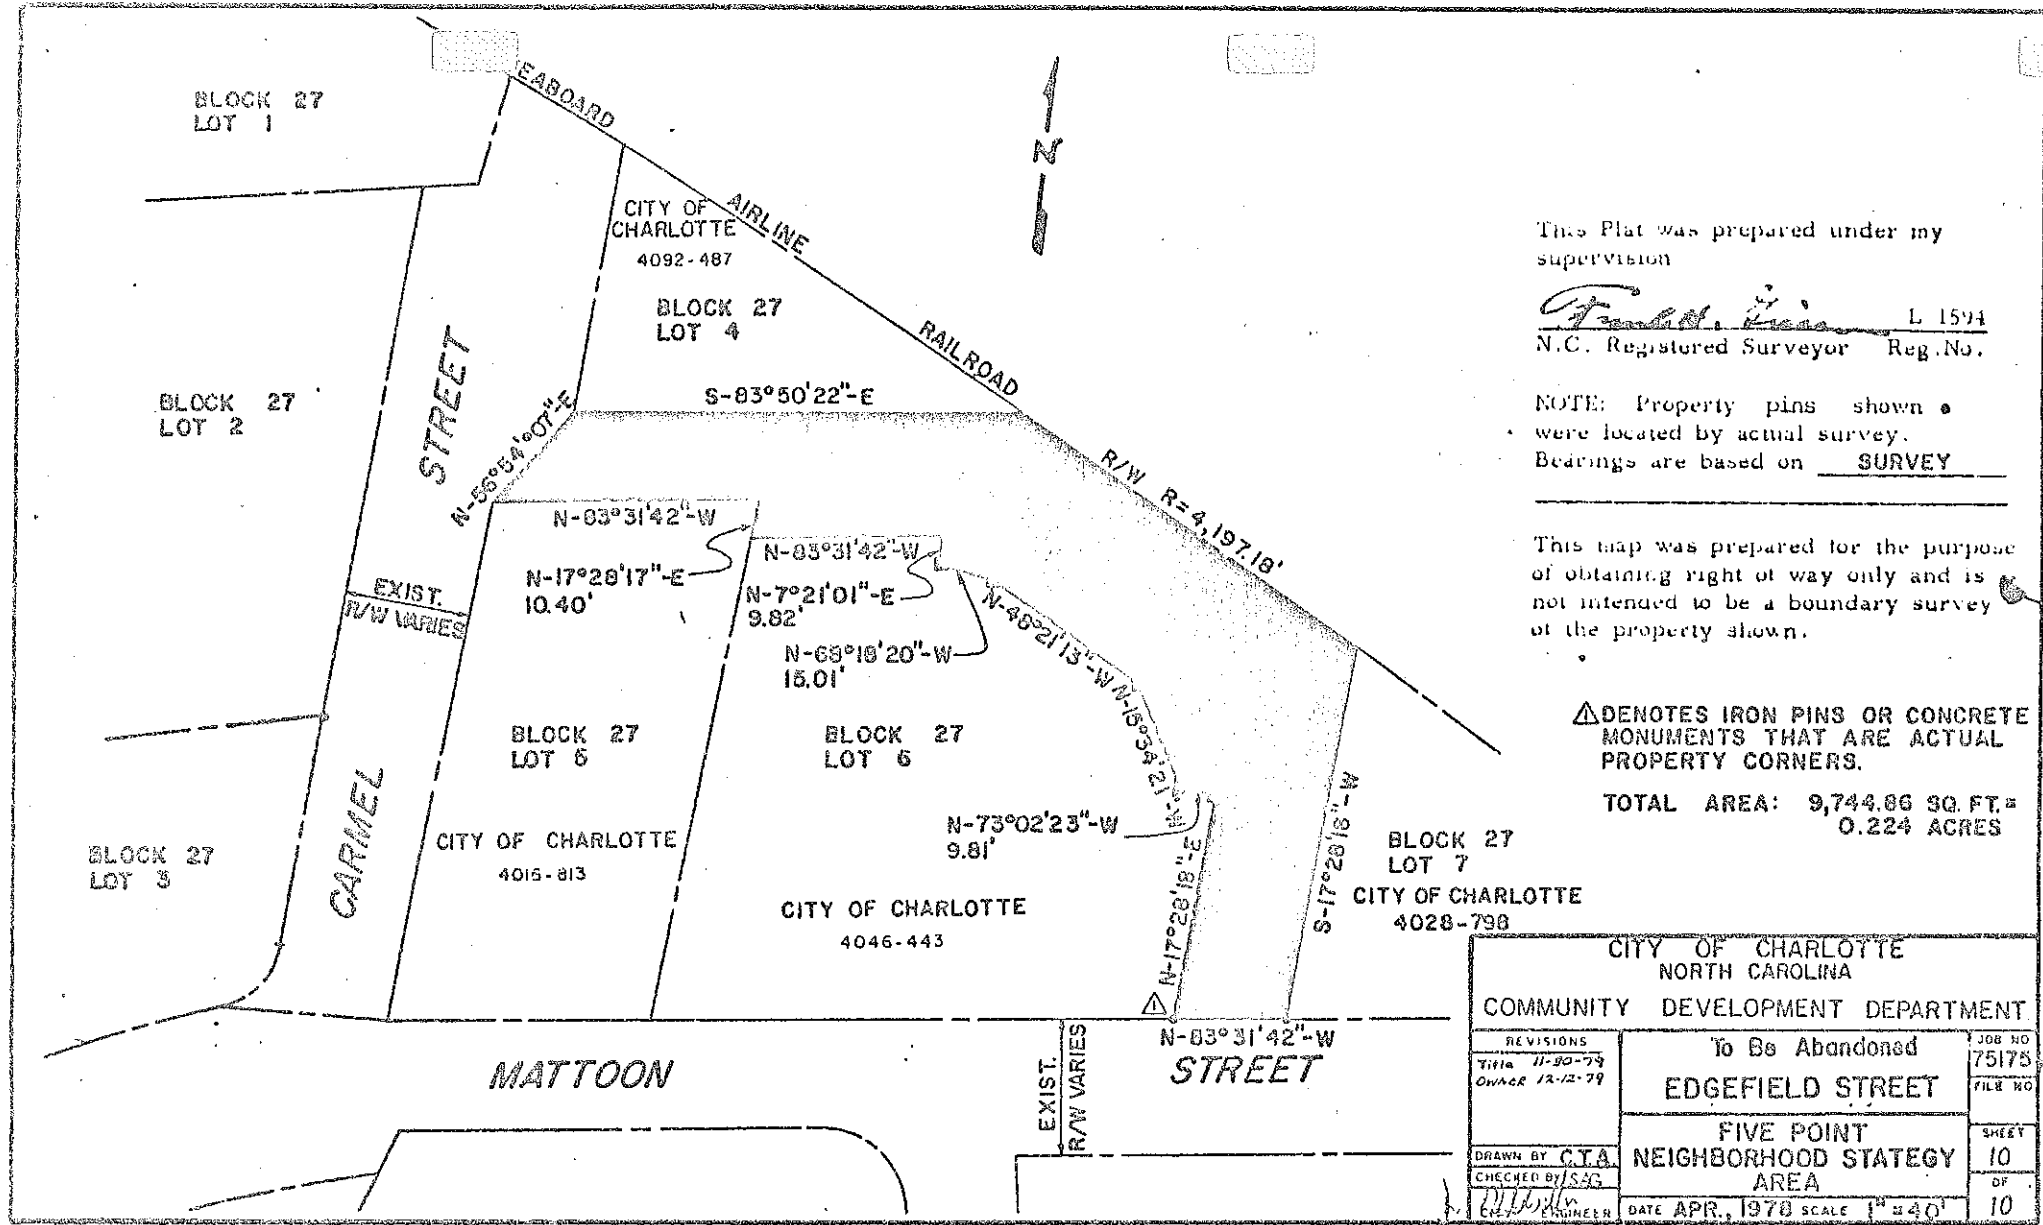 EABOARD
AIRLINE
RAILROAD
R/W R=4,197.18'
BLOCK 27
LOT 1
CITY OF
CHARLOTTE
4092-487
N
BLOCK 27
LOT 4
BLOCK 27
LOT 2
STREET
S-83°50'22"-E
N-56°54'07"-E
N-83°31'42"-W
N-17°28'17"-E
10.40'
N-83°31'42"-W
N-7°21'01"-E
9.82'
N-68°18'20"-W
15.01'
N-48°21'13"-W
N-15°34'21"-W
EXIST.
R/W VARIES
BLOCK 27
LOT 5
BLOCK 27
LOT 6
CARMEL
CITY OF CHARLOTTE
4015-813
BLOCK 27
LOT 3
N-73°02'23"-W
9.81'
CITY OF CHARLOTTE
4046-443
N-17°28'18"-E
S-17°28'18"-W
BLOCK 27
LOT 7
CITY OF CHARLOTTE
4028-798
1
N-83°31'42"-W
MATTOON STREET
EXIST.
R/W VARIES
This Plat was prepared under my
supervision
L 1594
N.C. Registered Surveyor Reg.No.
NOTE: Property pins shown
were located by actual survey.
Bearings are based on SURVEY
This map was prepared for the purpose
of obtaining right of way only and is
not intended to be a boundary survey
of the property shown.
1 DENOTES IRON PINS OR CONCRETE
MONUMENTS THAT ARE ACTUAL
PROPERTY CORNERS.
TOTAL AREA: 9,744.86 SQ. FT.=
0.224 ACRES
CITY OF CHARLOTTE
NORTH CAROLINA
COMMUNITY DEVELOPMENT DEPARTMENT
REVISIONS
Title 11-30-79
OWNER 12-12-79
To Be Abandoned
EDGEFIELD STREET
JOB NO
75175
FILE NO
FIVE POINT
NEIGHBORHOOD STATEGY
AREA
SHEET
10
OF
10
DRAWN BY C.T.A.
CHECKED BY SAG
CITY ENGINEER
DATE APR., 1978 SCALE 1"=40'